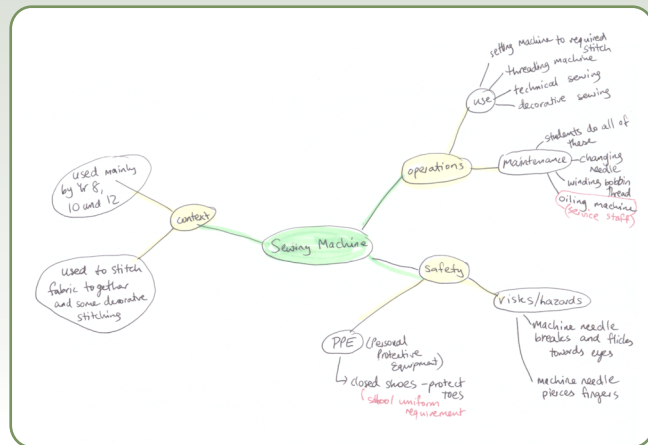 setting machine to required
stitch
threading machine
technical sewing
decorative sewing
use
operations
students do all of
these
maintenance
changing
needle
winding bobbin
thread
oiling machine
(service staff)
used mainly
by Yr 8,
10 and 12
context
Sewing Machine
used to stitch
fabric together
and some decorative
stitching
safety
risks/hazards
Machine needle
breaks and flicks
towards eyes
machine needle
pierces fingers
PPE (Personal
Protective
Equipment)
closed shoes - protect
toes
(school uniform
requirement